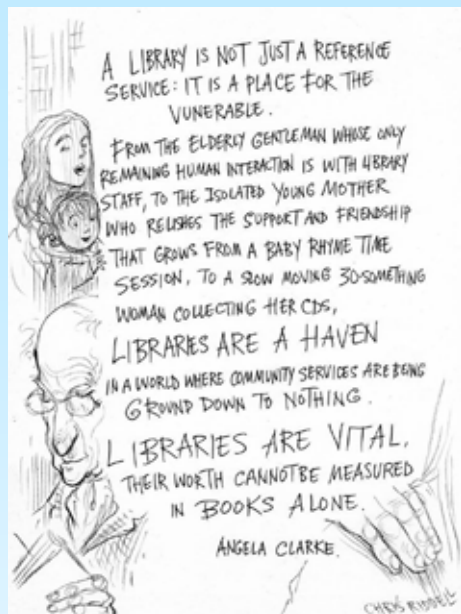 A LIBRARY IS NOT JUST A REFERENCE
SERVICE: IT IS A PLACE FOR THE
VUNERABLE.
FROM THE ELDERLY GENTLEMAN WHOSE ONLY
REMAINING HUMAN INTERACTION IS WITH LIBRARY
STAFF, TO THE ISOLATED YOUNG MOTHER
WHO RELISHES THE SUPPORT AND FRIENDSHIP
THAT GROWS FROM A BABY RHYME TIME
SESSION, TO A SLOW MOVING 30-SOMETHING
WOMAN COLLECTING HER CDS,
LIBRARIES ARE A HAVEN
IN A WORLD WHERE COMMUNITY SERVICES ARE BEING
GROUND DOWN TO NOTHING.
LIBRARIES ARE VITAL,
THEIR WORTH CANNOT BE MEASURED
IN BOOKS ALONE.
ANGELA CLARKE.
CHRIS RIDDELL